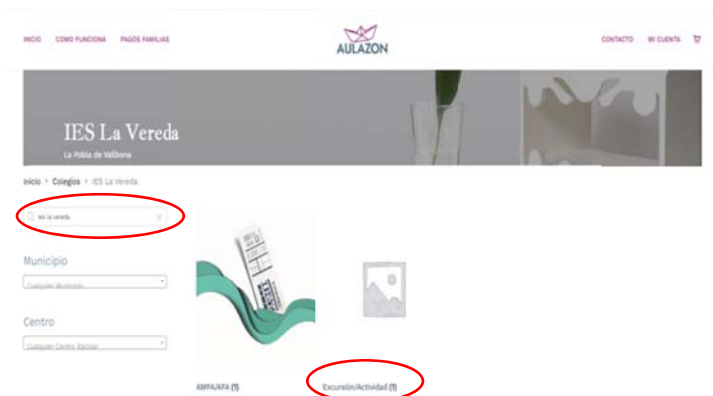 INICIO COMO FUNCIONA PAGOS FAMILIAS
AULAZON
CONTACTO MI CUENTA
IES La Vereda
La Pobla de Vallbona
Inicio › Colegios › IES La Vereda
ies la vereda
Municipio
Cualquier Municipio
Centro
Cualquier Centro Escolar
AMPA/AFA (1)
Excursión/Actividad (1)